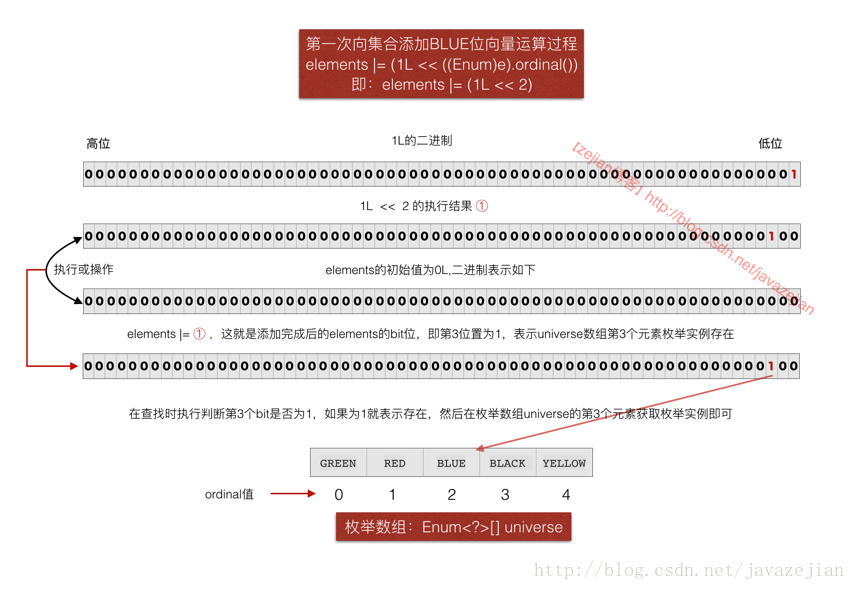 第一次向集合添加BLUE位向量运算过程
elements |= (1L << ((Enum)e).ordinal())
即：elements |= (1L << 2)
高位
1L的二进制
低位
0000000000000000000000000000000000000000000000000000000000000001
1L << 2 的执行结果 ①
0000000000000000000000000000000000000000000000000000000000000100
执行或操作
elements的初始值为0L,二进制表示如下
0000000000000000000000000000000000000000000000000000000000000000
elements |= ① ，这就是添加完成后的elements的bit位，即第3位置为1，表示universe数组第3个元素枚举实例存在
0000000000000000000000000000000000000000000000000000000000000100
在查找时执行判断第3个bit是否为1，如果为1就表示存在，然后在枚举数组universe的第3个元素获取枚举实例即可
GREEN RED BLUE BLACK YELLOW
ordinal值 0 1 2 3 4
枚举数组：Enum<?>[] universe
【zejian博客】http://blog.csdn.net/javazejian
http://blog.csdn.net/javazejian